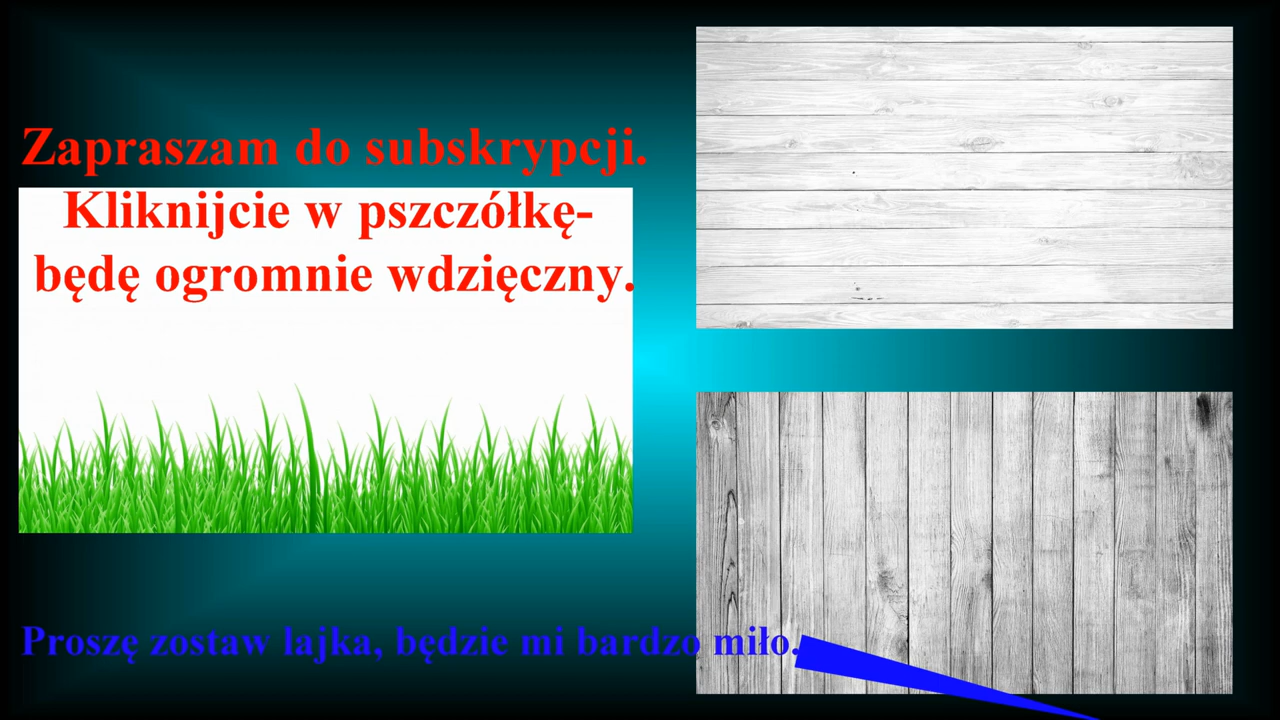 Zapraszam do subskrypcji.
Kliknijcie w pszczółkę-
będę ogromnie wdzięczny.
Proszę zostaw lajka, będzie mi bardzo miło.